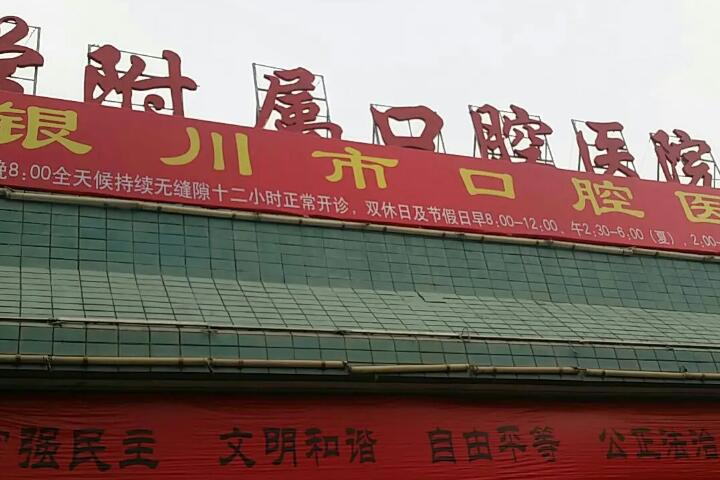 学附属口腔医院
银川市口腔医
晚8:00全天候持续无缝隙十二小时正常开诊，双休日及节假日早8.00-12.00，午2.30-6.00（夏），2.00-
富强民主 文明和谐 自由平等 公正法治